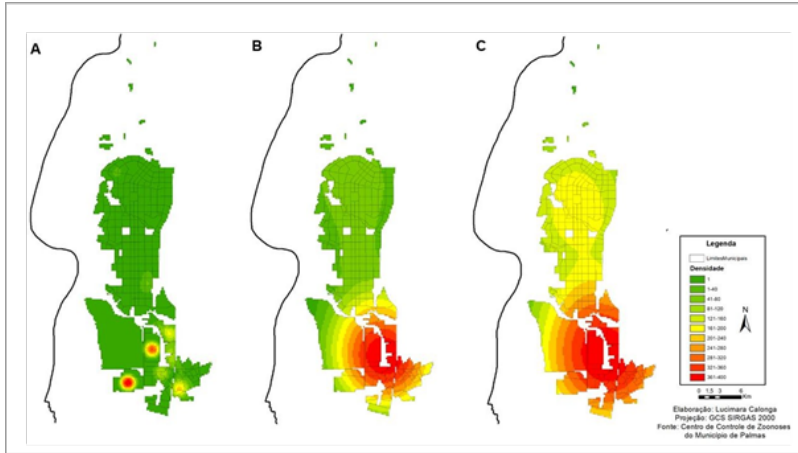 A
B
C
Legenda
LimitesMunicipais
Densidade
1
1-40
41-80
81-120
121-160
161-200
201-240
241-280
281-320
321-360
361-400
N
0 1,5 3 6
Km
Elaboração: Lucimara Calonga
Projeção: GCS SIRGAS 2000
Fonte: Centro de Controle de Zoonoses
do Município de Palmas